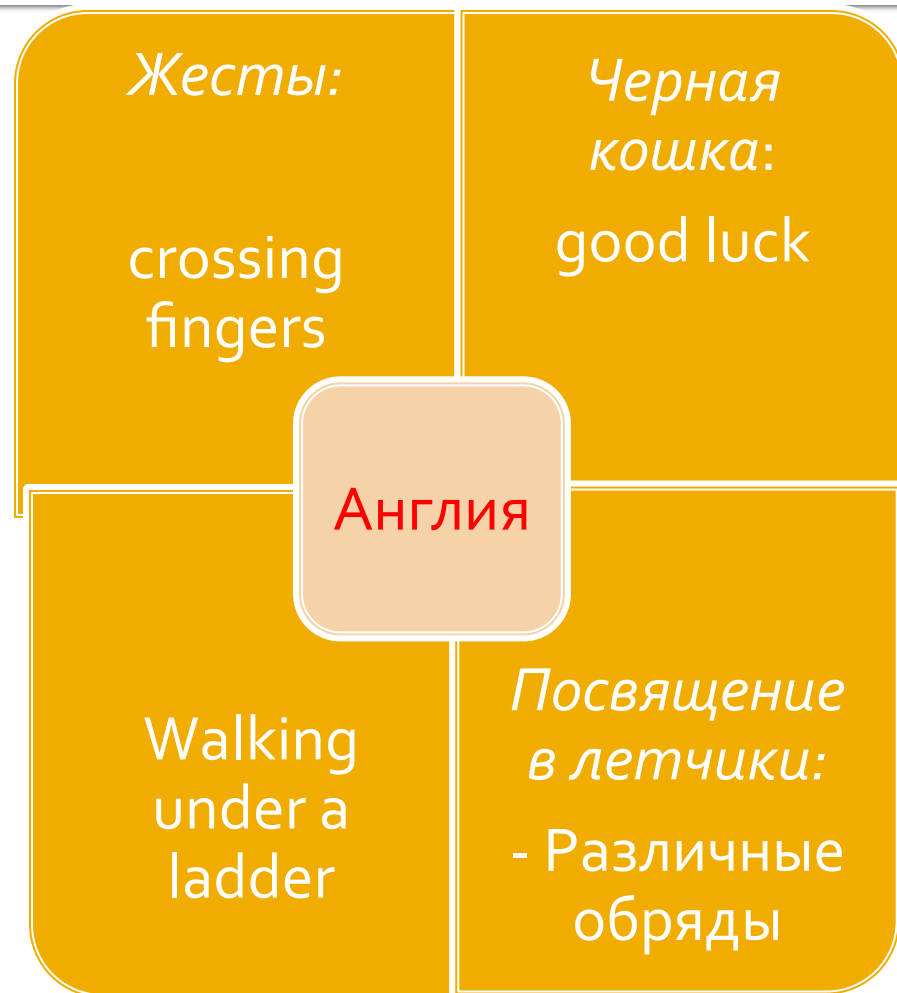 Жесты:
crossing
fingers
Черная
кошка:
good luck
Англия
Walking
under a
ladder
Посвящение
в летчики:
- Различные
обряды